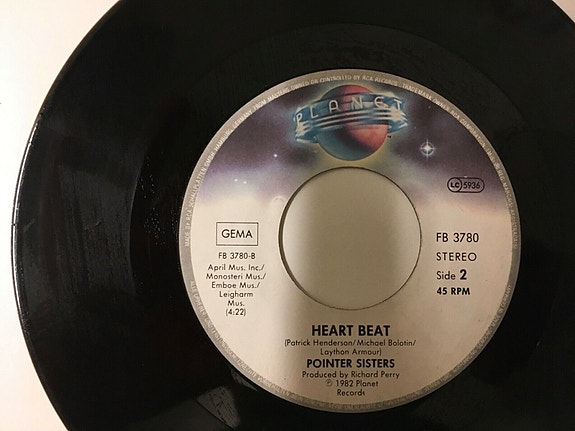 PLANET
LC 5936
GEMA
FB 3780-B
April Mus. Inc./
Monosteri Mus./
Emboe Mus./
Leigharm
Mus.
(4:22)
FB 3780
STEREO
Side 2
45 RPM
HEART BEAT
(Patrick Henderson/Michael Bolotin/
Laython Armour)
POINTER SISTERS
Produced by Richard Perry
℗ 1982 Planet
Records